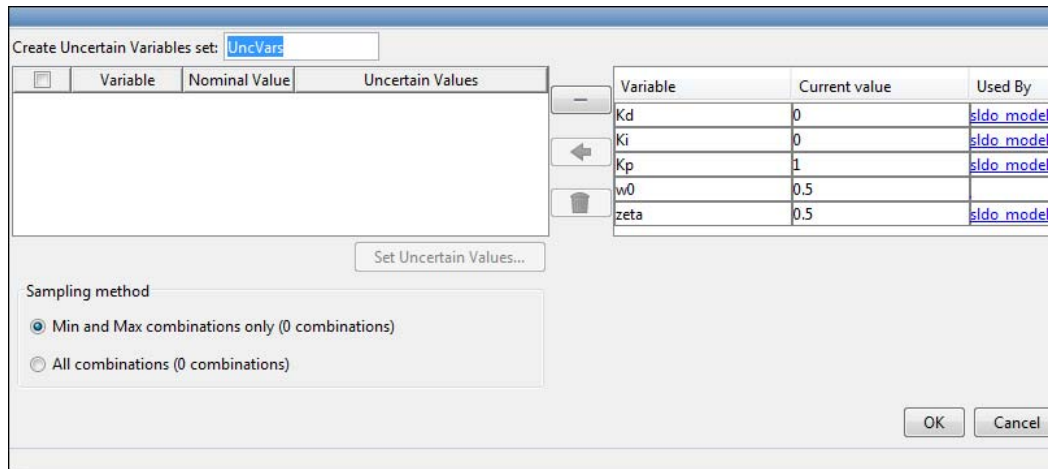 Create Uncertain Variables set: UncVars
Variable Nominal Value Uncertain Values
Variable Current value Used By
Kd 0 sldo_model
Ki 0 sldo_model
Kp 1 sldo_model
w0 0.5
zeta 0.5 sldo_model
Set Uncertain Values...
Sampling method
Min and Max combinations only (0 combinations)
All combinations (0 combinations)
OK Cancel